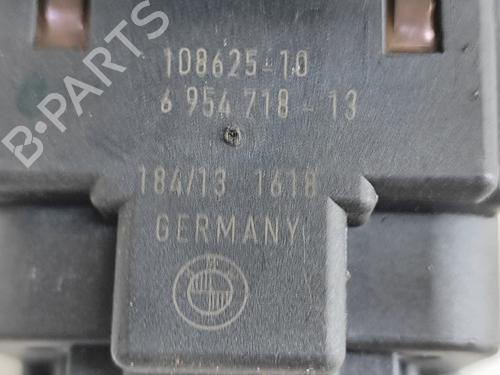 B-PARTS
108625-10
6 954 718 - 13
184/13 1618
GERMANY